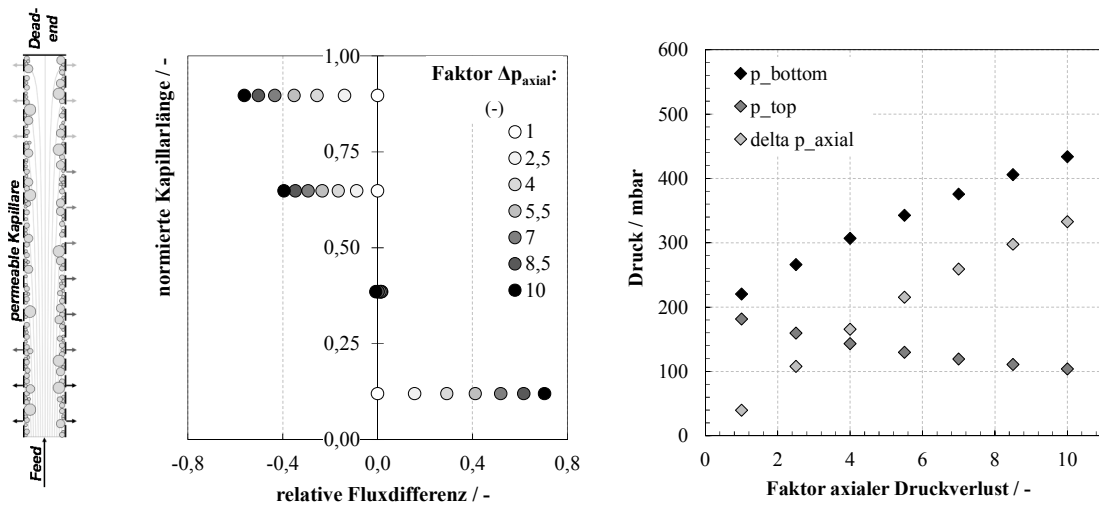 Dead-
end
permeable Kapillare
Feed
normierte Kapillarlänge / -
1,00
0,75
0,50
0,25
0,00
-0,8
-0,4
0,0
0,4
0,8
relative Fluxdifferenz / -
Faktor Δp_axial:
(-)
1
2,5
4
5,5
7
8,5
10
Druck / mbar
600
500
400
300
200
100
0
p_bottom
p_top
delta p_axial
0
2
4
6
8
10
Faktor axialer Druckverlust / -